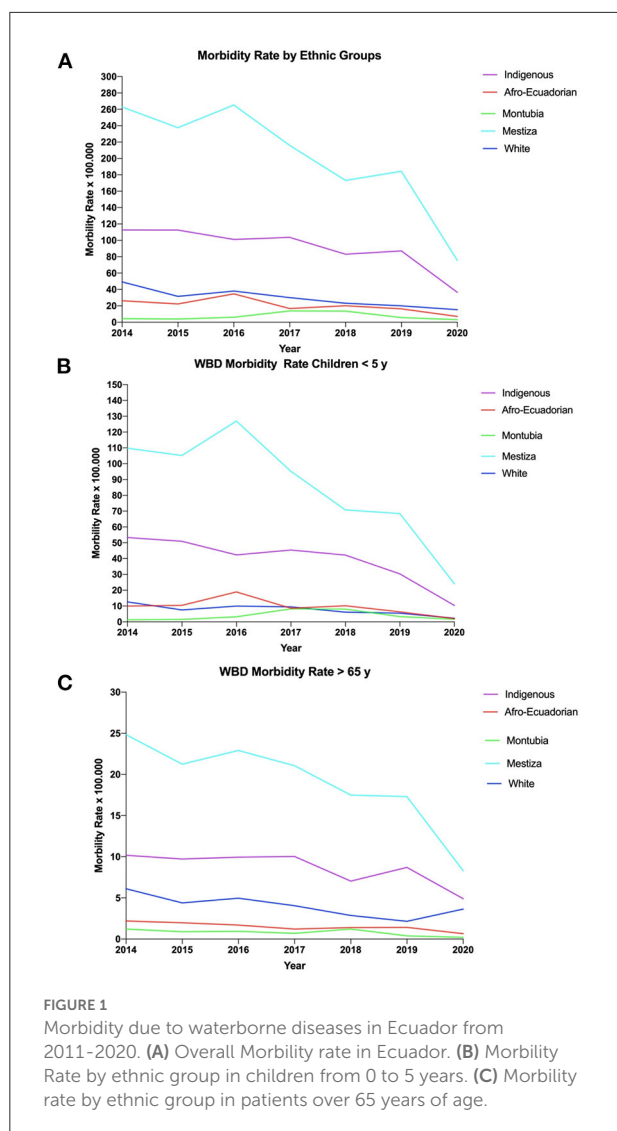 A
Morbidity Rate by Ethnic Groups
300
280
260
240
220
200
180
160
140
120
100
80
60
40
20
0
Morbility Rate x 100.000
2014 2015 2016 2017 2018 2019 2020
Year
Indigenous
Afro-Ecuadorian
Montubia
Mestiza
White
B
WBD Morbidity Rate Children < 5 y
150
140
130
120
110
100
90
80
70
60
50
40
30
20
10
0
Morbility Rate x 100.000
2014 2015 2016 2017 2018 2019 2020
Year
Indigenous
Afro-Ecuadorian
Montubia
Mestiza
White
C
WBD Morbidity Rate > 65 y
30
25
20
15
10
5
0
Morbility Rate x 100.000
2014 2015 2016 2017 2018 2019 2020
Year
Indigenous
Afro-Ecuadorian
Montubia
Mestiza
White
FIGURE 1
Morbidity due to waterborne diseases in Ecuador from
2011-2020. (A) Overall Morbility rate in Ecuador. (B) Morbility
Rate by ethnic group in children from 0 to 5 years. (C) Morbility
rate by ethnic group in patients over 65 years of age.